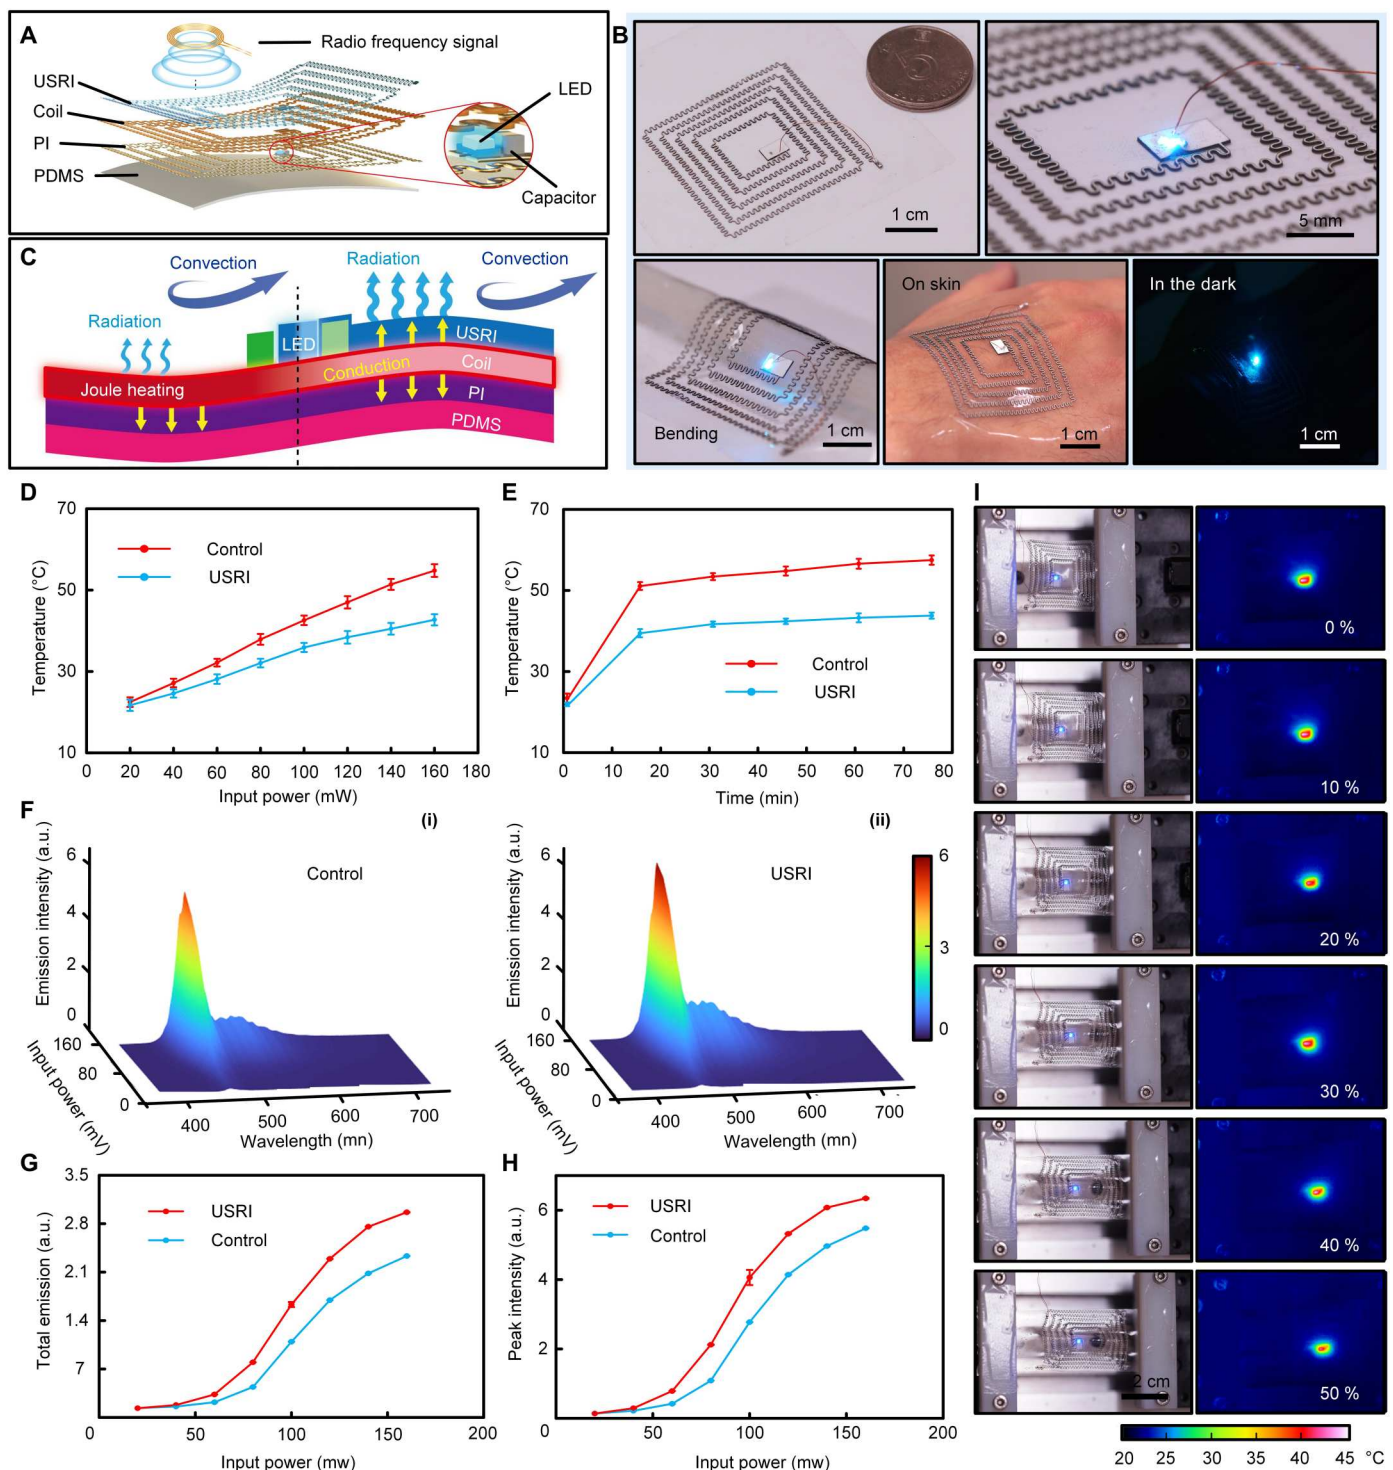 A
Radio frequency signal
USRI
Coil
PI
PDMS
LED
Capacitor
B
1 cm
5 mm
Bending
1 cm
On skin
1 cm
In the dark
1 cm
C
Convection
Radiation
Convection
Radiation
LED
USRI
Joule heating
Conduction
Coil
PI
PDMS
D
70
50
30
10
0 20 40 60 80 100 120 140 160 180
Temperature (°C)
Input power (mW)
Control
USRI
E
70
50
30
10
0 10 20 30 40 50 60 70 80
Temperature (°C)
Time (min)
Control
USRI
F
(i)
Control
6
4
2
0
Emission intensity (a.u.)
160
80
0
Input power (mV)
400 500 600 700
Wavelength (mn)
(ii)
USRI
6
4
2
0
Emission intensity (a.u.)
160
80
0
Input power (mV)
400 500 600 700
Wavelength (mn)
6
3
0
G
3.5
2.8
2.1
1.4
7
0 50 100 150 200
Total emission (a.u.)
Input power (mw)
USRI
Control
H
6
4
2
0
0 50 100 150 200
Peak intensity (a.u.)
Input power (mw)
USRI
Control
I
0 %
10 %
20 %
30 %
40 %
2 cm
50 %
20 25 30 35 40 45 °C